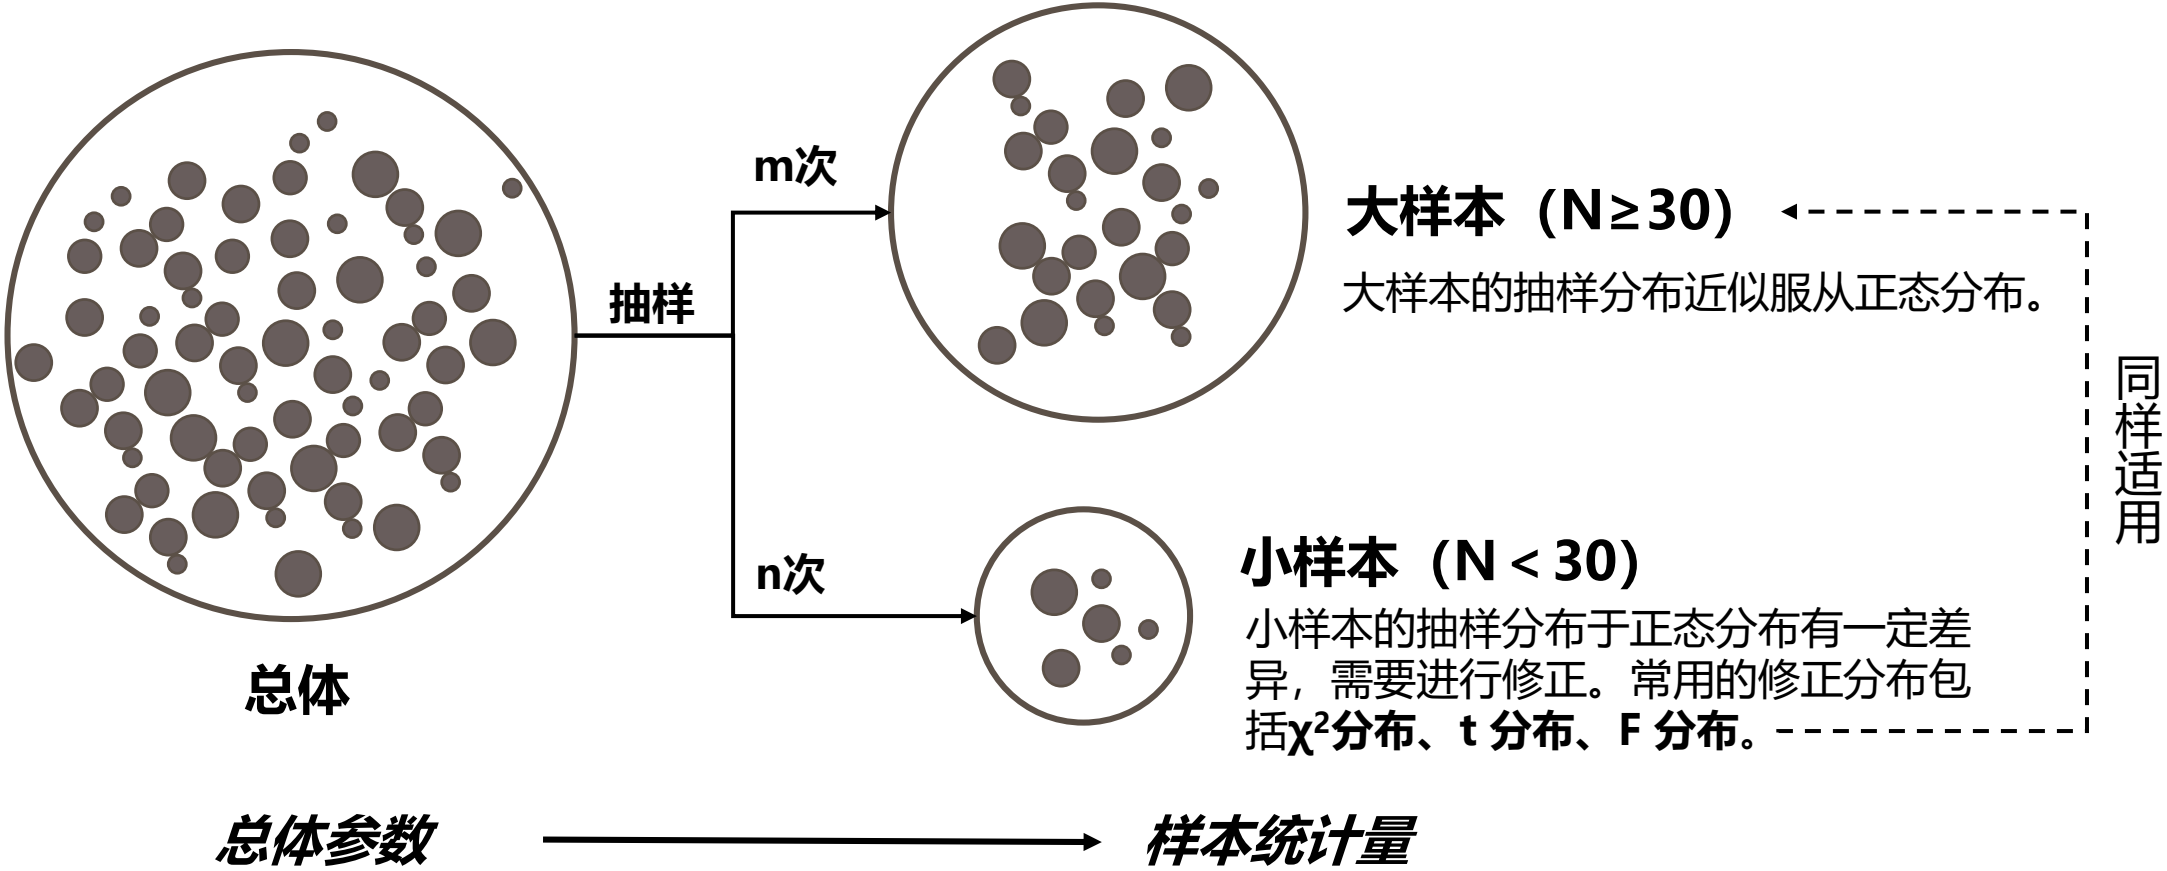 m次
大样本（N≥30）
大样本的抽样分布近似服从正态分布。
抽样
同样适用
n次
小样本（N＜30）
小样本的抽样分布于正态分布有一定差
异，需要进行修正。常用的修正分布包
括χ²分布、t 分布、F 分布。
总体
总体参数
样本统计量